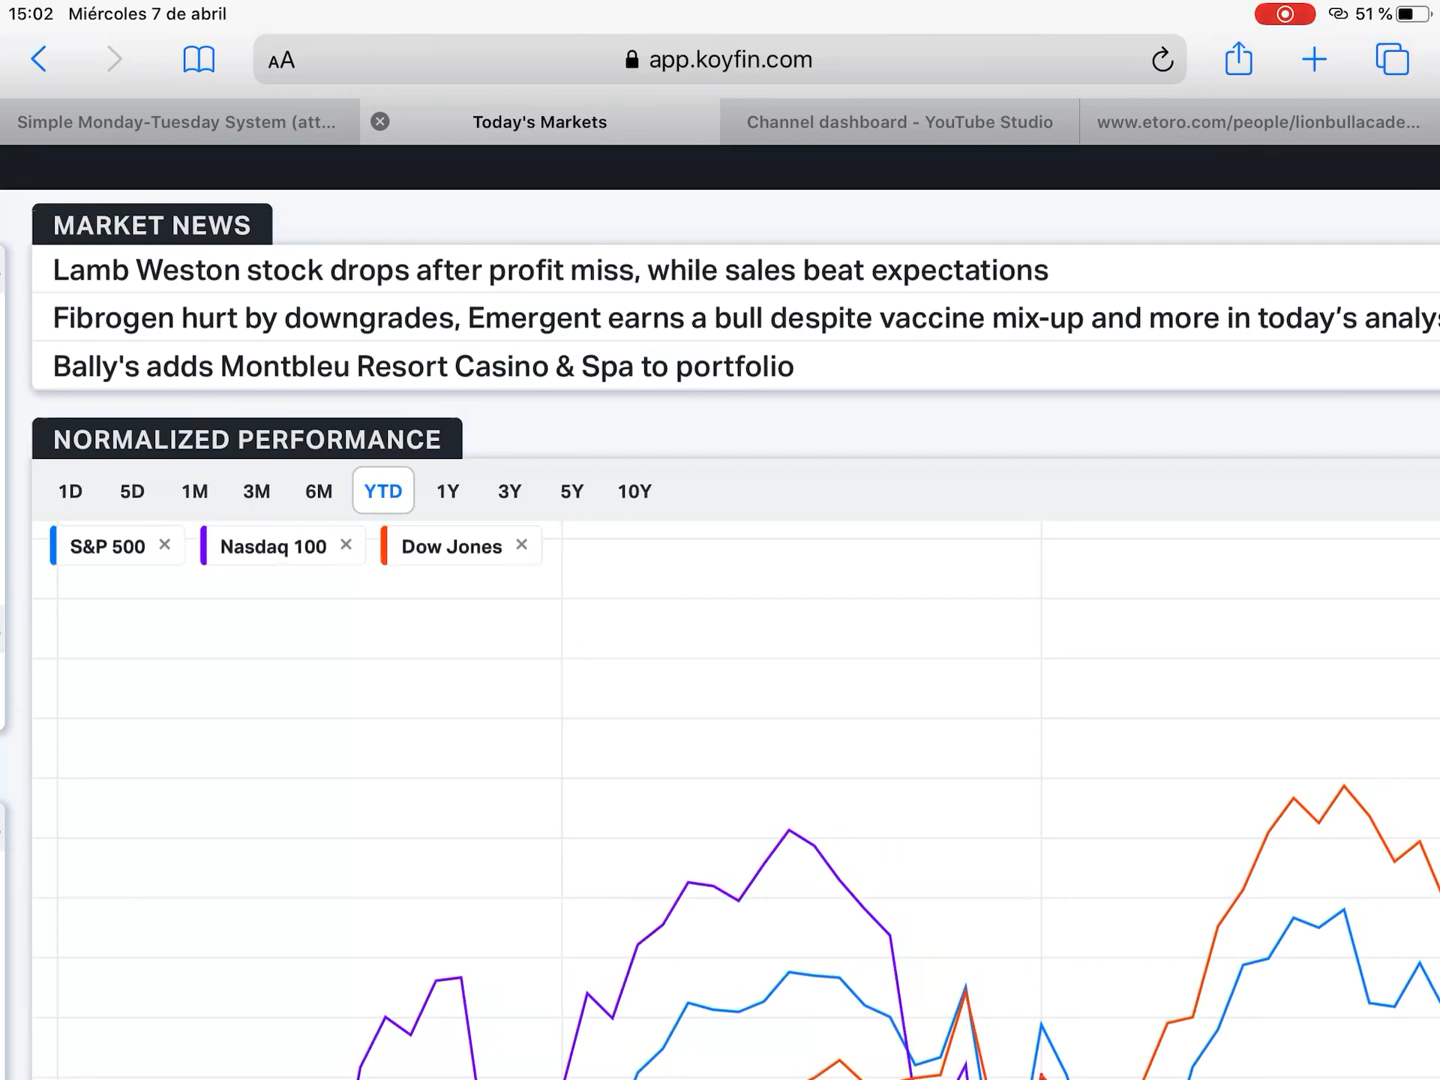 15:02 Miércoles 7 de abril
51 %
AA
app.koyfin.com
Simple Monday-Tuesday System (att...
Today's Markets
Channel dashboard - YouTube Studio
www.etoro.com/people/lionbullacade...
MARKET NEWS
Lamb Weston stock drops after profit miss, while sales beat expectations
Fibrogen hurt by downgrades, Emergent earns a bull despite vaccine mix-up and more in today’s analys
Bally's adds Montbleu Resort Casino & Spa to portfolio
NORMALIZED PERFORMANCE
1D 5D 1M 3M 6M YTD 1Y 3Y 5Y 10Y
S&P 500 Nasdaq 100 Dow Jones